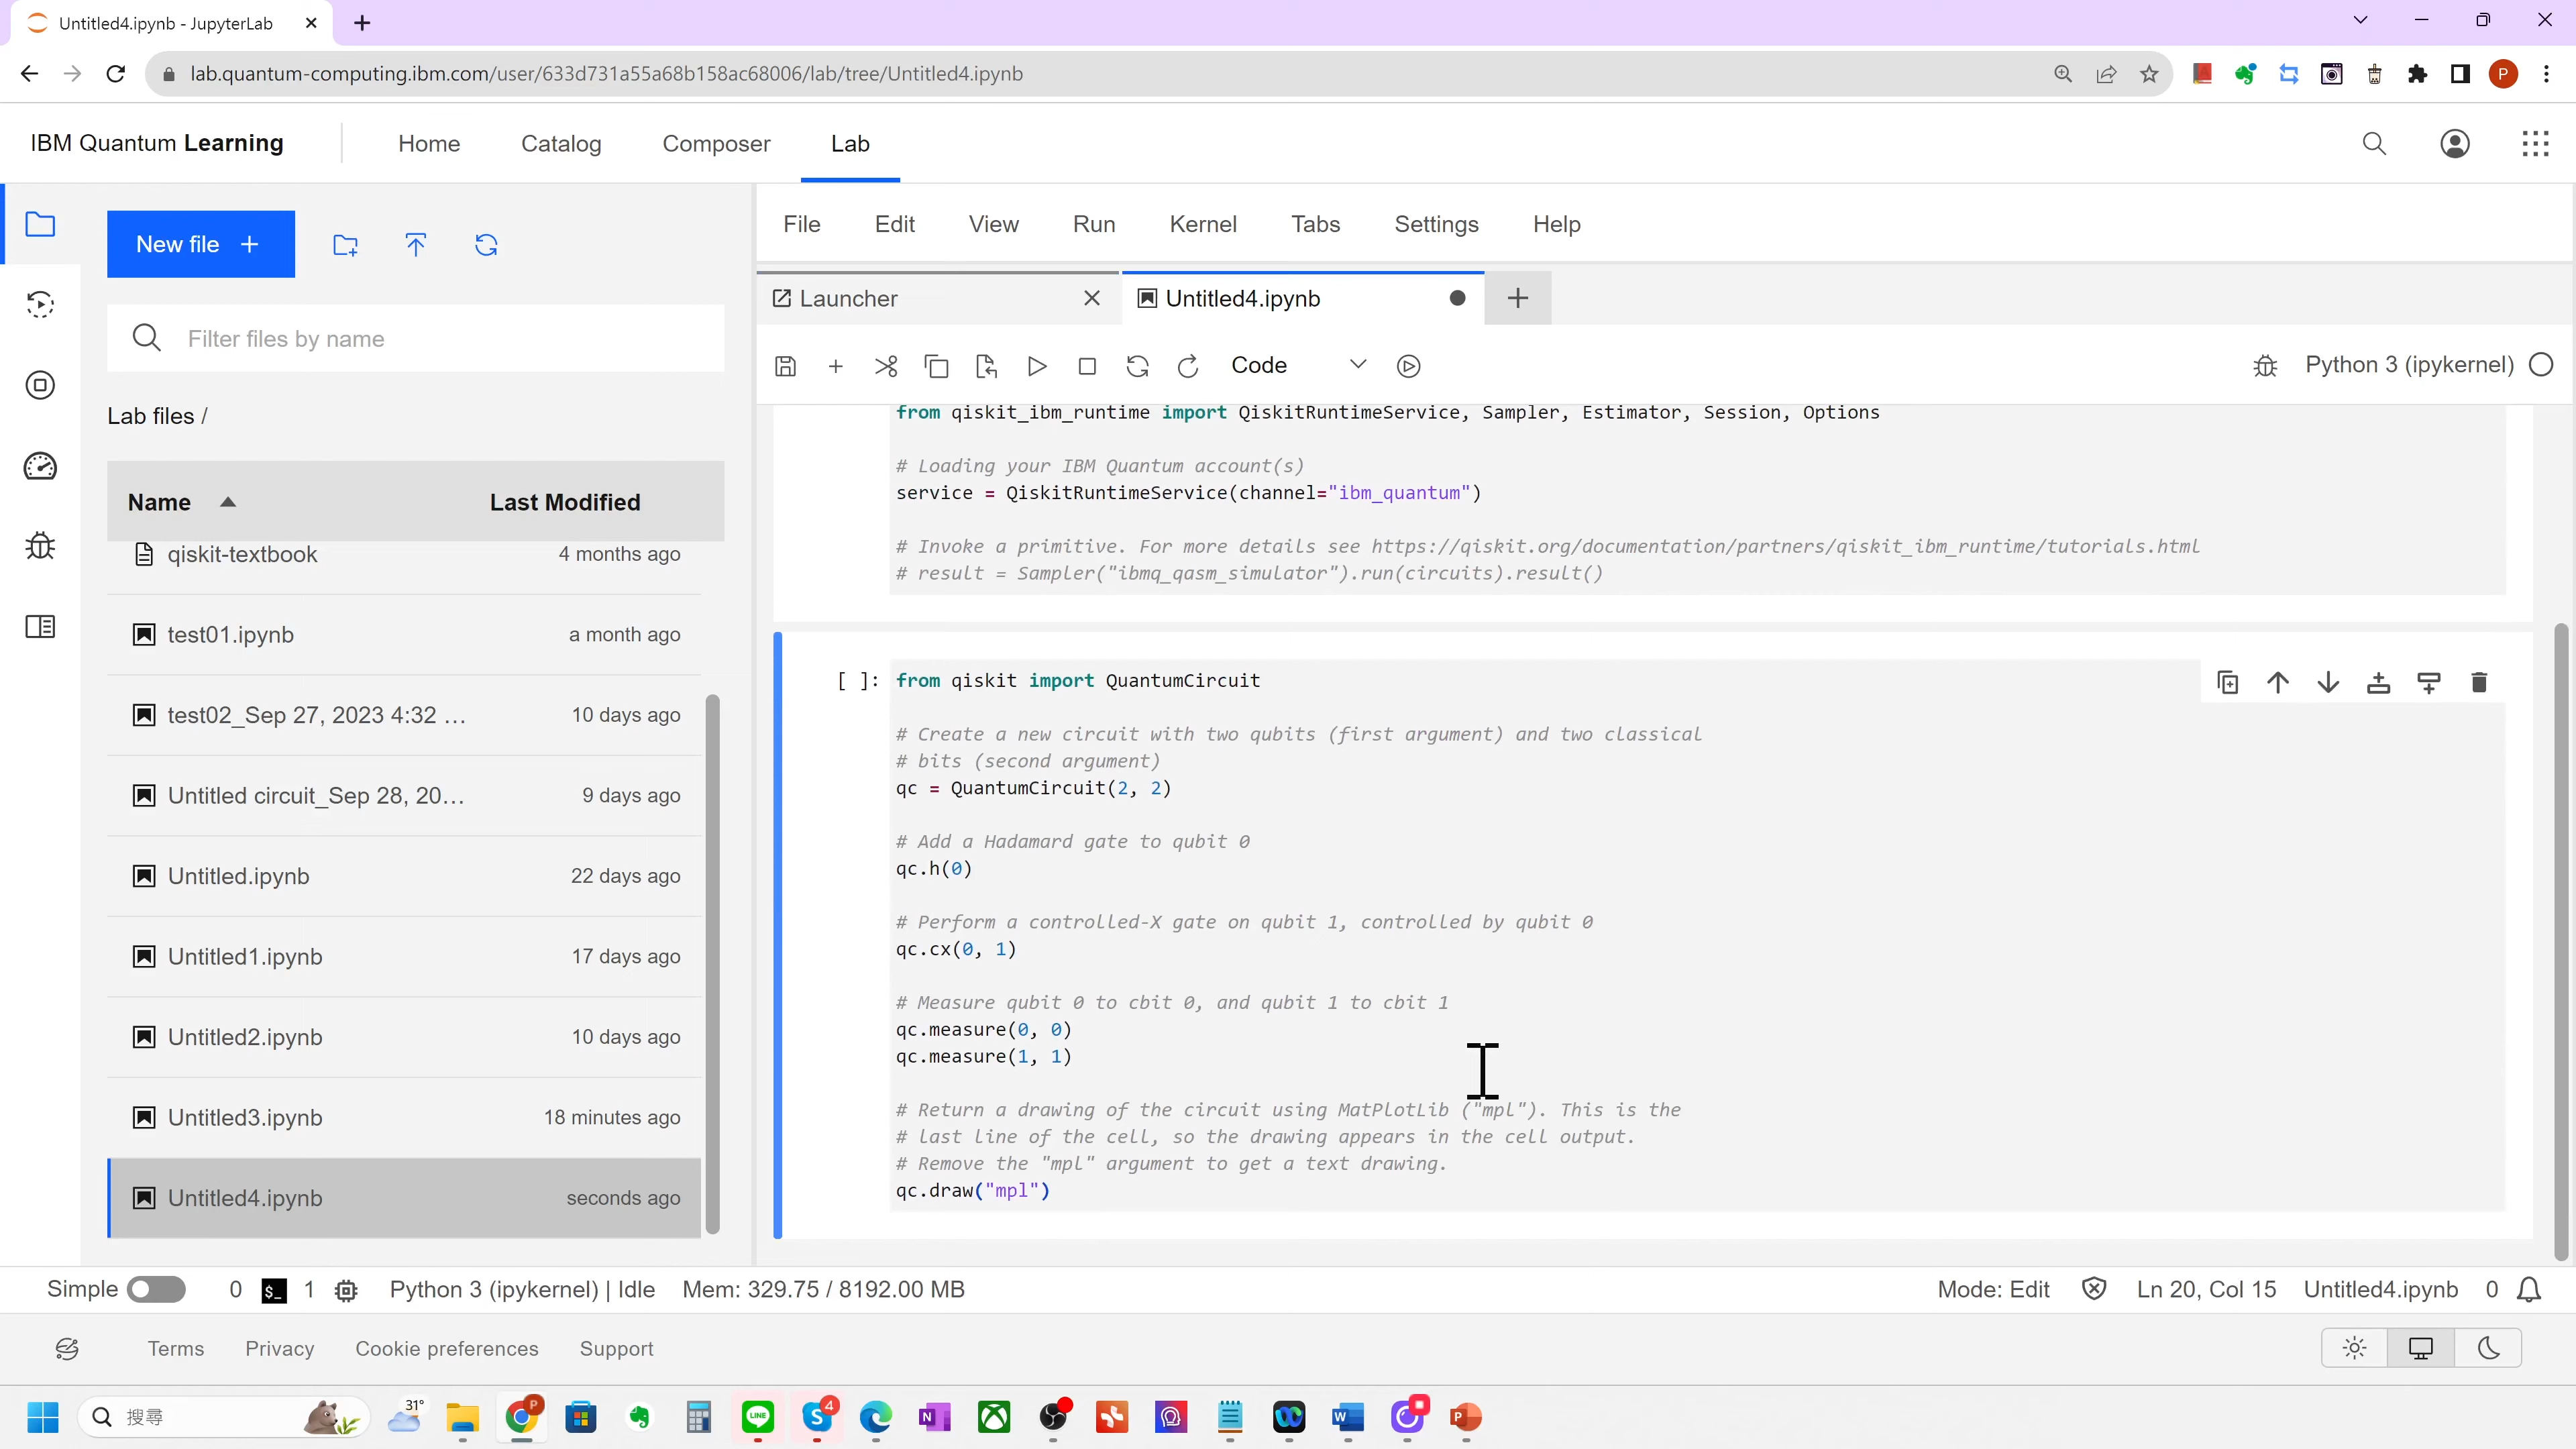 Untitled4.ipynb - JupyterLab
lab.quantum-computing.ibm.com/user/633d731a55a68b158ac68006/lab/tree/Untitled4.ipynb
P
IBM Quantum Learning
Home
Catalog
Composer
Lab
New file +
Filter files by name
Lab files /
Name
Last Modified
qiskit-textbook 4 months ago
test01.ipynb a month ago
test02_Sep 27, 2023 4:32 ... 10 days ago
Untitled circuit_Sep 28, 20... 9 days ago
Untitled.ipynb 22 days ago
Untitled1.ipynb 17 days ago
Untitled2.ipynb 10 days ago
Untitled3.ipynb 18 minutes ago
Untitled4.ipynb seconds ago
File Edit View Run Kernel Tabs Settings Help
Launcher
Untitled4.ipynb
Code
Python 3 (ipykernel)
from qiskit_ibm_runtime import QiskitRuntimeService, Sampler, Estimator, Session, Options
# Loading your IBM Quantum account(s)
service = QiskitRuntimeService(channel="ibm_quantum")
# Invoke a primitive. For more details see https://qiskit.org/documentation/partners/qiskit_ibm_runtime/tutorials.html
# result = Sampler("ibmq_qasm_simulator").run(circuits).result()
[ ]: from qiskit import QuantumCircuit
# Create a new circuit with two qubits (first argument) and two classical
# bits (second argument)
qc = QuantumCircuit(2, 2)
# Add a Hadamard gate to qubit 0
qc.h(0)
# Perform a controlled-X gate on qubit 1, controlled by qubit 0
qc.cx(0, 1)
# Measure qubit 0 to cbit 0, and qubit 1 to cbit 1
qc.measure(0, 0)
qc.measure(1, 1)
# Return a drawing of the circuit using MatPlotLib ("mpl"). This is the
# last line of the cell, so the drawing appears in the cell output.
# Remove the "mpl" argument to get a text drawing.
qc.draw("mpl")
Simple 0 $_ 1 Python 3 (ipykernel) | Idle Mem: 329.75 / 8192.00 MB
Mode: Edit Ln 20, Col 15 Untitled4.ipynb 0
Terms Privacy Cookie preferences Support
搜尋
31°
P
LINE
S
4
N
W
P